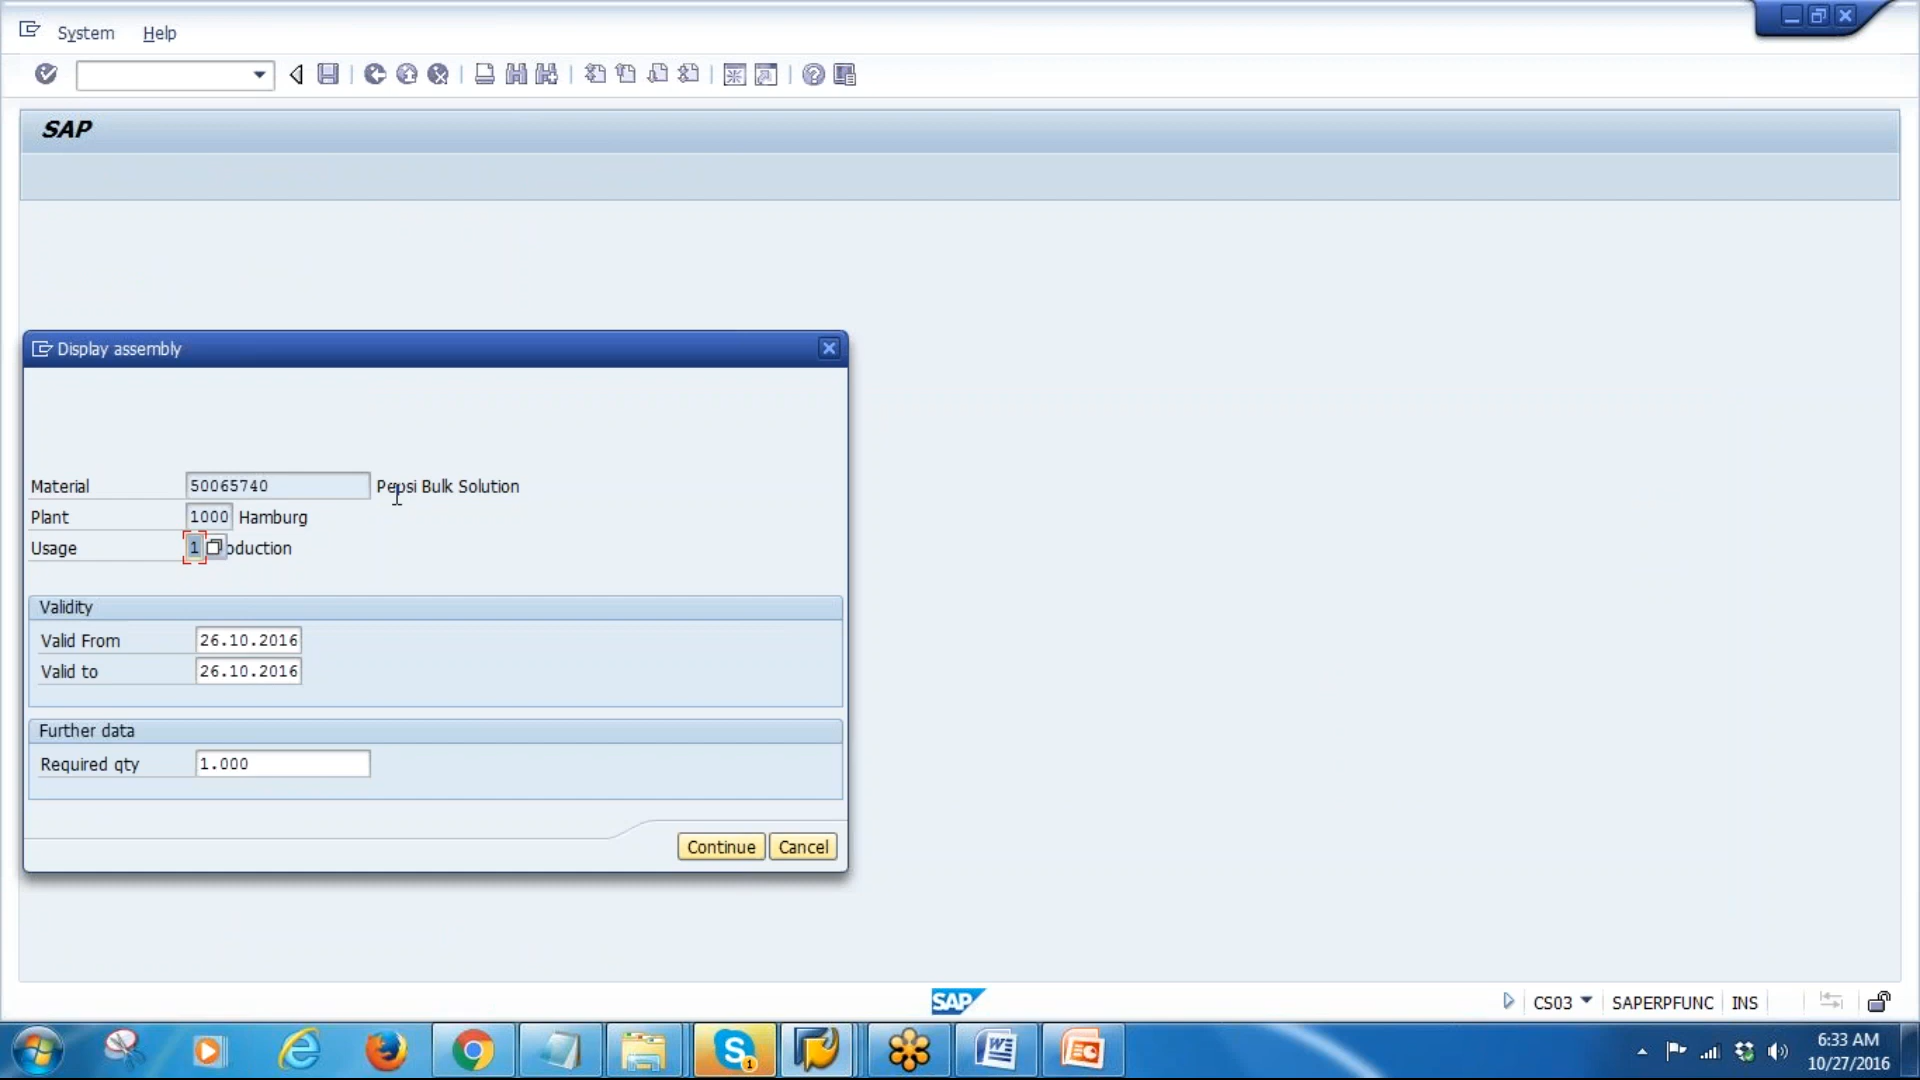 System Help
SAP
Display assembly
Material 50065740 Pepsi Bulk Solution
Plant 1000 Hamburg
Usage 1 oduction
Validity
Valid From 26.10.2016
Valid to 26.10.2016
Further data
Required qty 1.000
Continue Cancel
SAP
CS03 SAPERPFUNC INS
6:33 AM
10/27/2016